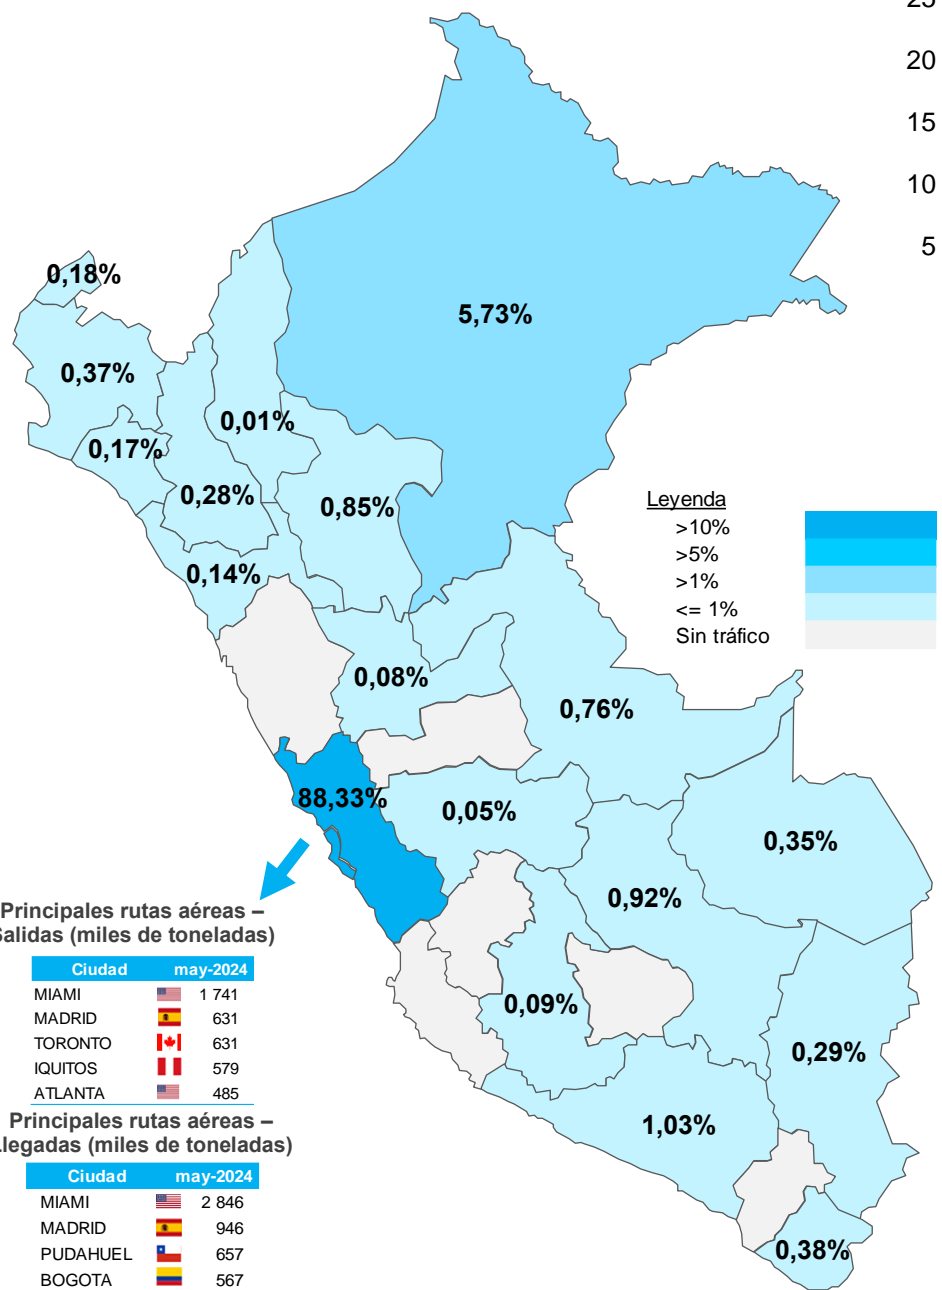 25
20
15
10
5
0,18%
5,73%
0,37%
0,01%
0,17%
0,28%
0,85%
0,14%
Leyenda
>10%
>5%
>1%
<= 1%
Sin tráfico
0,08%
0,76%
88,33%
0,05%
0,35%
0,92%
0,09%
0,29%
1,03%
0,38%
Principales rutas aéreas –
Salidas (miles de toneladas)
Ciudad may-2024
MIAMI 1 741
MADRID 631
TORONTO 631
IQUITOS 579
ATLANTA 485
Principales rutas aéreas –
Llegadas (miles de toneladas)
Ciudad may-2024
MIAMI 2 846
MADRID 946
PUDAHUEL 657
BOGOTA 567